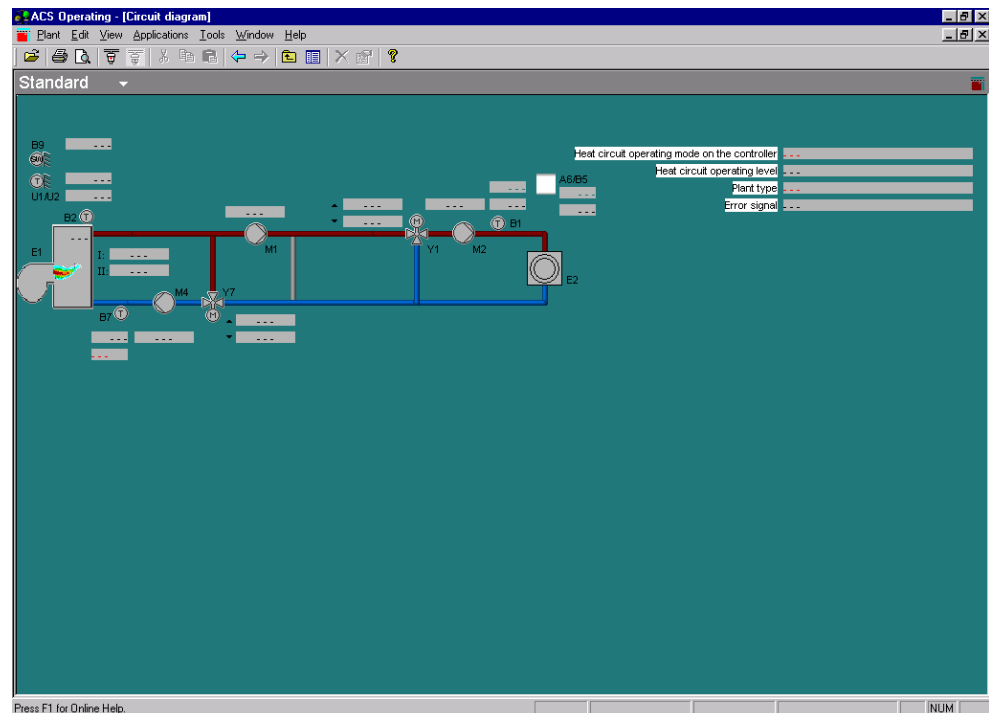 ACS Operating - [Circuit diagram]
Plant Edit View Applications Tools Window Help
Standard
B9 ---
SUN
T ---
U1/U2 ---
B2 T
---
E1
I: ---
II: ---
B7 T
--- ---
---
M4
Y7
M
---
---
---
M1
---
---
M
Y1
---
M2
---
---
T B1
A6/B5
---
---
E2
Heat circuit operating mode on the controller ---
Heat circuit operating level ---
Plant type ---
Error signal ---
Press F1 for Online Help. NUM